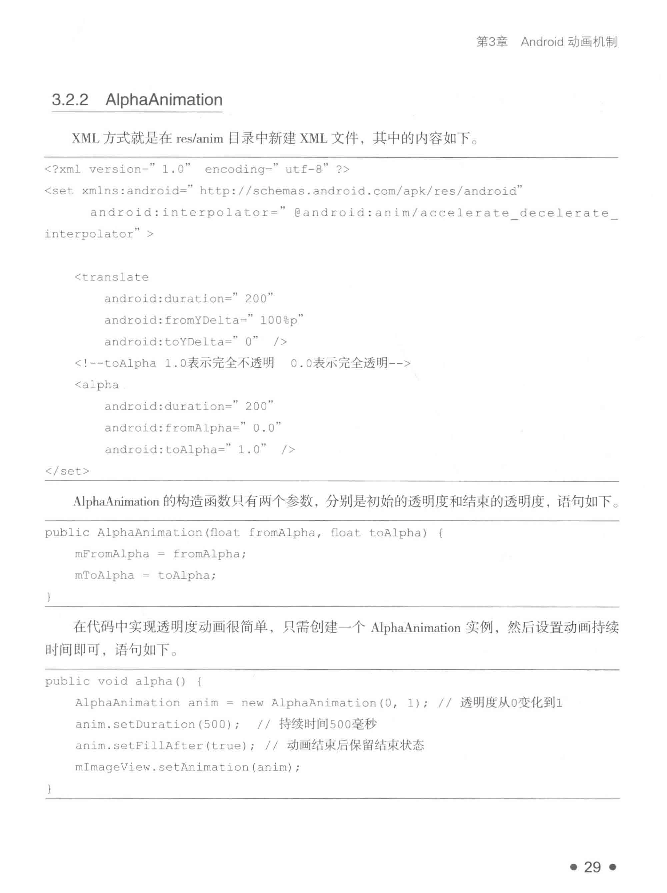 第3章 Android 动画机制
3.2.2 AlphaAnimation
XML 方式就是在 res/anim 目录中新建 XML 文件，其中的内容如下。
<?xml version=”1.0” encoding=”utf-8”?>
<set xmlns:android=”http://schemas.android.com/apk/res/android”
android:interpolator=”@android:anim/accelerate_decelerate_
interpolator”>
<translate
android:duration=”200”
android:fromYDelta=”100%p”
android:toYDelta=”0” />
<!--toAlpha 1.0表示完全不透明 0.0表示完全透明-->
<alpha
android:duration=”200”
android:fromAlpha=”0.0”
android:toAlpha=”1.0” />
</set>
AlphaAnimation 的构造函数只有两个参数，分别是初始的透明度和结束的透明度，语句如下。
public AlphaAnimation(float fromAlpha, float toAlpha) {
mFromAlpha = fromAlpha;
mToAlpha = toAlpha;
}
在代码中实现透明度动画很简单，只需创建一个 AlphaAnimation 实例，然后设置动画持续
时间即可，语句如下。
public void alpha() {
AlphaAnimation anim = new AlphaAnimation(0, 1); // 透明度从0变化到1
anim.setDuration(500); // 持续时间500毫秒
anim.setFillAfter(true); // 动画结束后保留结束状态
mImageView.setAnimation(anim);
}
• 29 •